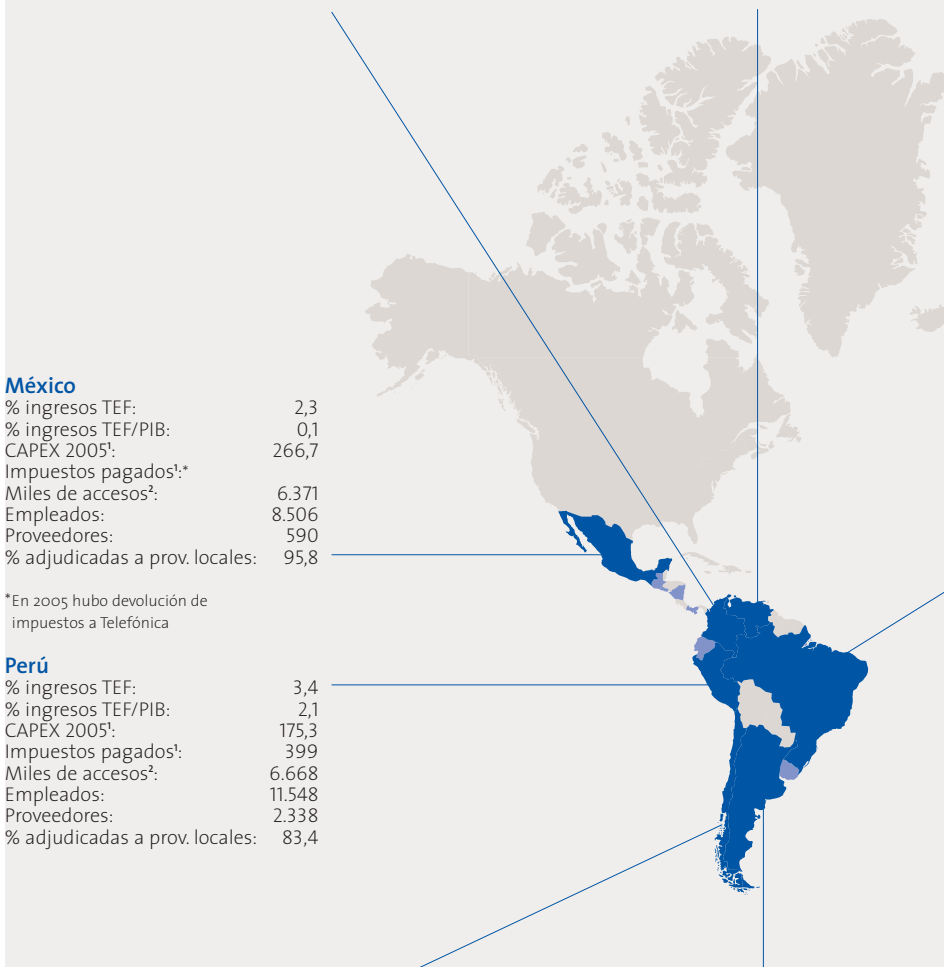 México
% ingresos TEF: 2,3
% ingresos TEF/PIB: 0,1
CAPEX 2005¹: 266,7
Impuestos pagados¹:*
Miles de accesos²: 6.371
Empleados: 8.506
Proveedores: 590
% adjudicadas a prov. locales: 95,8
*En 2005 hubo devolución de
impuestos a Telefónica
Perú
% ingresos TEF: 3,4
% ingresos TEF/PIB: 2,1
CAPEX 2005¹: 175,3
Impuestos pagados¹: 399
Miles de accesos²: 6.668
Empleados: 11.548
Proveedores: 2.338
% adjudicadas a prov. locales: 83,4